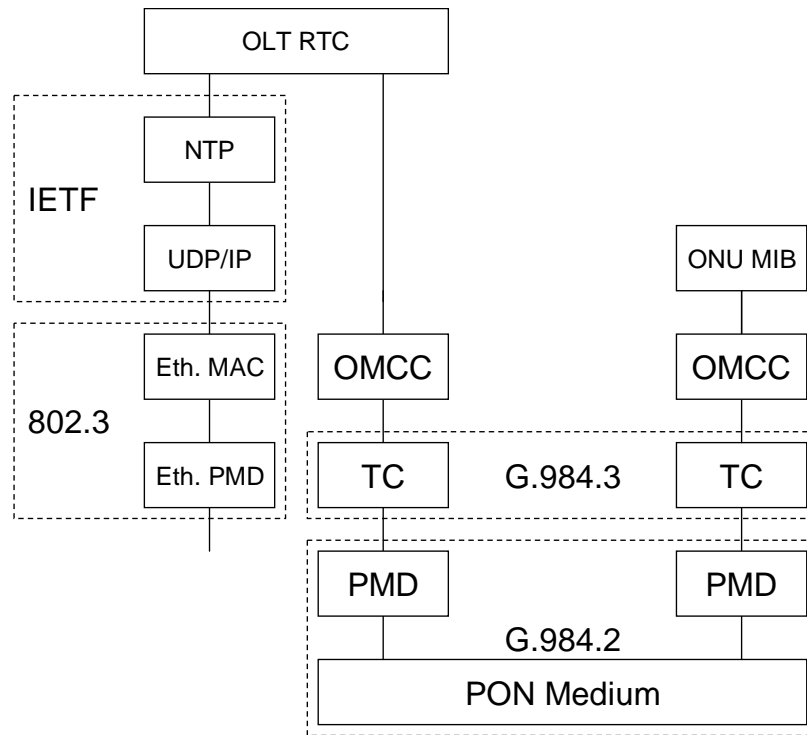 OLT RTC
NTP
IETF
UDP/IP
ONU MIB
Eth. MAC
OMCC
OMCC
802.3
Eth. PMD
TC
G.984.3
TC
PMD
PMD
G.984.2
PON Medium